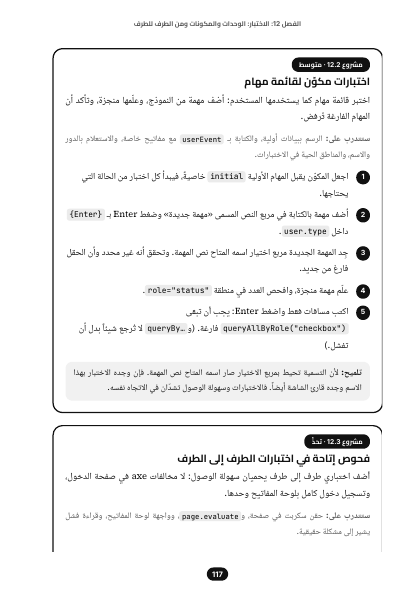 الفصل 12: الاختبار: الوحدات والمكونات ومن الطرف للطرف
مشروع 12.2 · متوسط
اختبارات مكوّن لقائمة مهام
اختبر قائمة مهام كما يستخدمها المستخدم: أضف مهمة من النموذج، وعلّمها منجزة، وتأكد أن
المهام الفارغة تُرفض.
ستتدرب على: الرسم ببيانات أولية، والكتابة بـ userEvent مع مفاتيح خاصة، والاستعلام بالدور
والاسم، والمناطق الحية في الاختبارات.
1 اجعل المكوّن يقبل المهام الأولية initial خاصيةً، فيبدأ كل اختبار من الحالة التي
يحتاجها.
2 أضف مهمة بالكتابة في مربع النص المسمى «مهمة جديدة» وضغط Enter بـ {Enter}
داخل user.type.
3 جِد المهمة الجديدة مربع اختيار اسمه المتاح نص المهمة. وتحقق أنه غير محدد وأن الحقل
فارغ من جديد.
4 علّم مهمة منجزة، وافحص العدد في منطقة role="status".
5 اكتب مسافات فقط واضغط Enter: يجب أن تبقى
queryAllByRole("checkbox") فارغة. (و queryBy… لا تُرجع شيئاً بدل أن
تفشل.)
تلميح: لأن التسمية تحيط بمربع الاختيار صار اسمه المتاح نص المهمة. فإن وجده الاختبار بهذا
الاسم وجده قارئ الشاشة أيضاً. فالاختبارات وسهولة الوصول تشدّان في الاتجاه نفسه.
مشروع 12.3 · تحدٍّ
فحوص إتاحة في اختبارات الطرف إلى الطرف
أضف اختباري طرف إلى طرف يحميان سهولة الوصول: لا مخالفات axe في صفحة الدخول،
وتسجيل دخول كامل بلوحة المفاتيح وحدها.
ستتدرب على: حقن سكربت في صفحة، و page.evaluate، وواجهة لوحة المفاتيح، وقراءة فشل
يشير إلى مشكلة حقيقية.
117